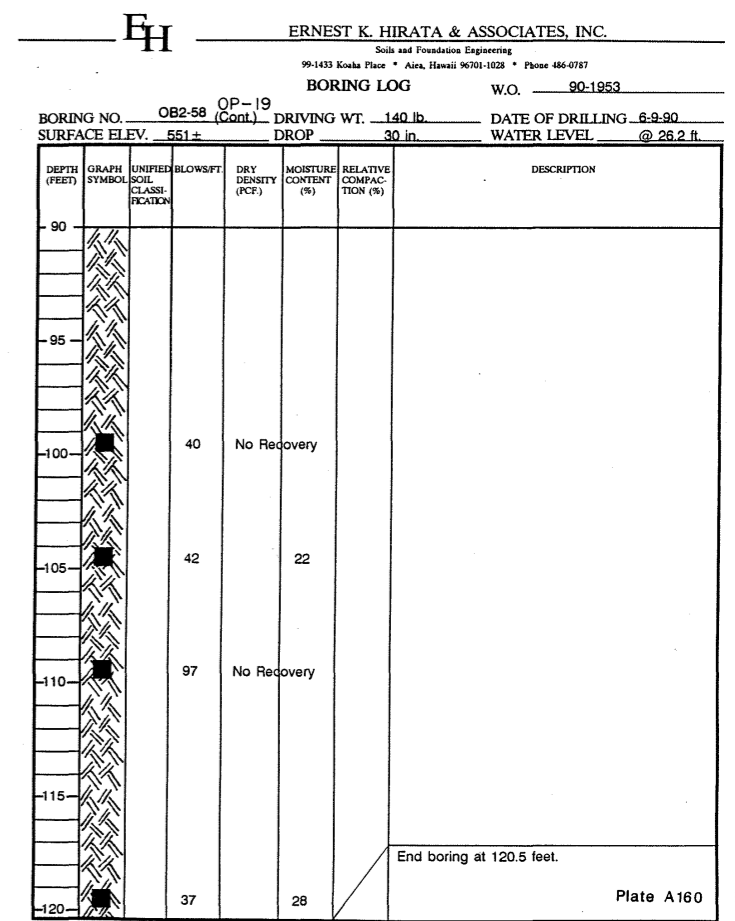 EH
ERNEST K. HIRATA & ASSOCIATES, INC.
Soils and Foundation Engineering
99-1433 Koaha Place * Aiea, Hawaii 96701-1028 * Phone 486-0787
BORING LOG W.O. 90-1953
OP-19
BORING NO. OB2-58 (Cont.) DRIVING WT. 140 lb. DATE OF DRILLING 6-9-90
SURFACE ELEV. 551± DROP 30 in. WATER LEVEL @ 26.2 ft.
DEPTH (FEET) GRAPH SYMBOL UNIFIED SOIL CLASSI-FICATION BLOWS/FT. DRY DENSITY (PCF.) MOISTURE CONTENT (%) RELATIVE COMPAC-TION (%) DESCRIPTION
90
95
40 No Recovery
100
42 22
105
97 No Recovery
110
115
End boring at 120.5 feet.
37 28 Plate A160
120